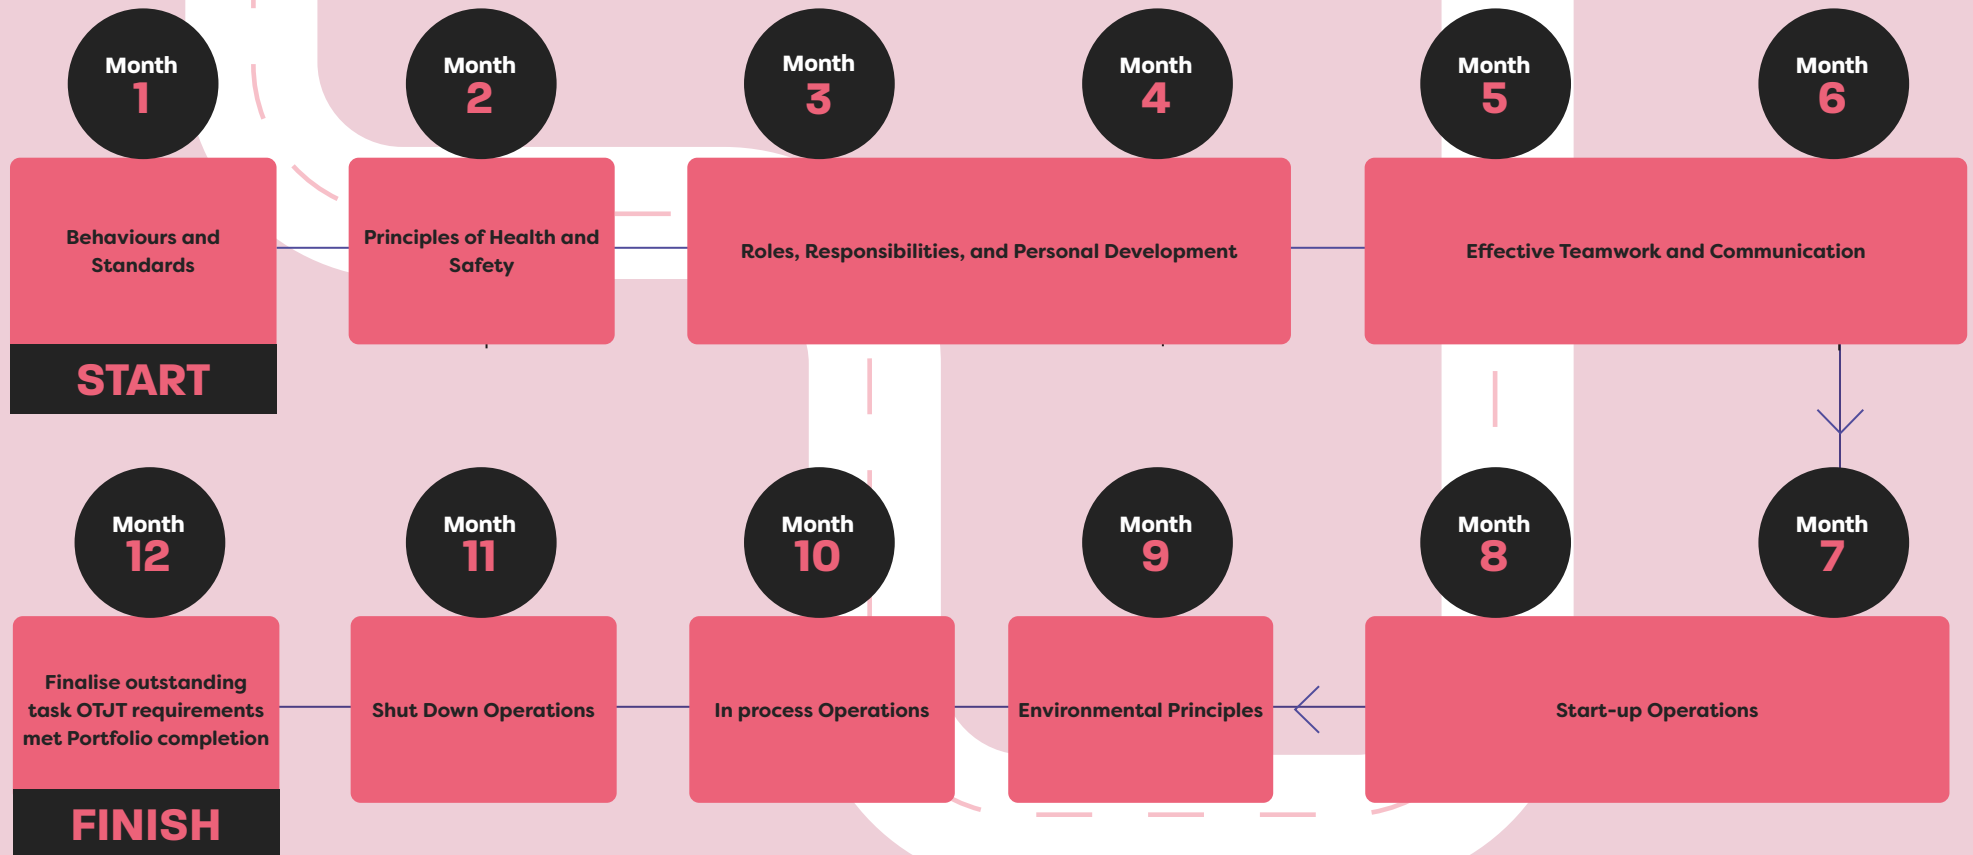 Month
1
Month
2
Month
3
Month
4
Month
5
Month
6
Behaviours and
Standards
Principles of Health and
Safety
Roles, Responsibilities, and Personal Development
Effective Teamwork and Communication
START
Month
12
Month
11
Month
10
Month
9
Month
8
Month
7
Finalise outstanding
task OTJT requirements
met Portfolio completion
Shut Down Operations
In process Operations
Environmental Principles
Start-up Operations
FINISH